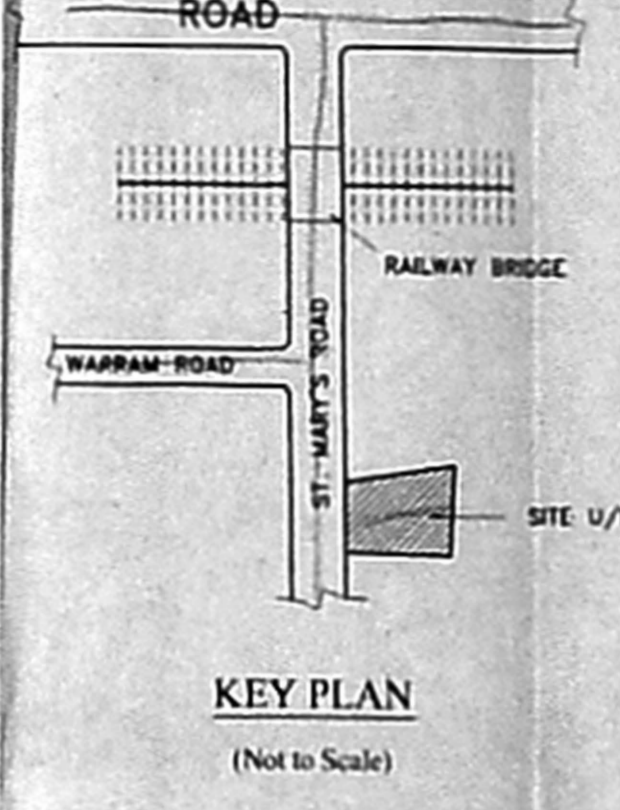 ROAD
RAILWAY BRIDGE
WARRAM ROAD
ST. MARY'S ROAD
SITE U/
KEY PLAN
(Not to Scale)